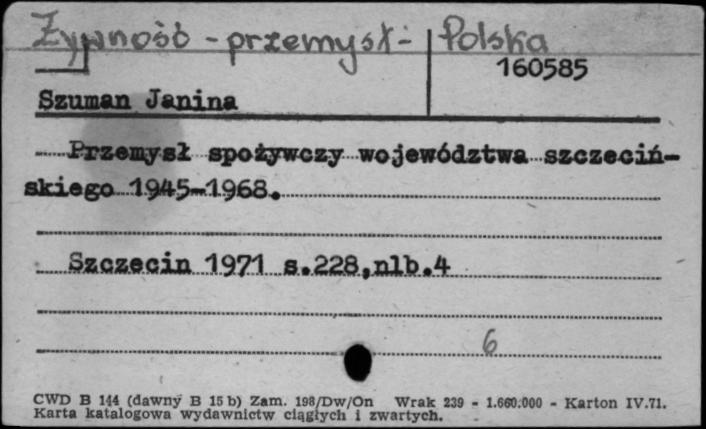 Żywność - przemysł - Polska
160585
Szuman Janina
Przemysł spożywczy województwa szczeciń-
skiego 1945-1968.
Szczecin 1971 s.228,nlb.4
6
CWD B 144 (dawny B 15 b) Zam. 198/Dw/On Wrak 239 - 1.660.000 - Karton IV.71.
Karta katalogowa wydawnictw ciągłych i zwartych.